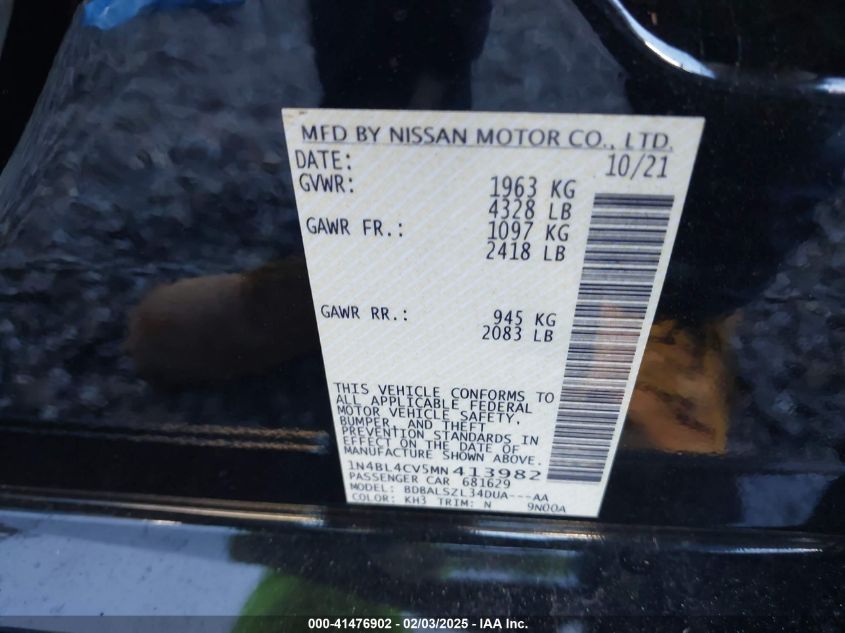 MFD BY NISSAN MOTOR CO., LTD.
DATE: 10/21
GVWR: 1963 KG
4328 LB
GAWR FR.: 1097 KG
2418 LB
GAWR RR.: 945 KG
2083 LB
THIS VEHICLE CONFORMS TO
ALL APPLICABLE FEDERAL
MOTOR VEHICLE SAFETY,
BUMPER, AND THEFT
PREVENTION STANDARDS IN
EFFECT ON THE DATE OF
MANUFACTURE SHOWN ABOVE.
1N4BL4CV5MN413982
PASSENGER CAR 681629
MODEL: BDBALSZL34DUA---AA
COLOR: KH3 TRIM: N 9N00A
000-41476902 - 02/03/2025 - IAA Inc.